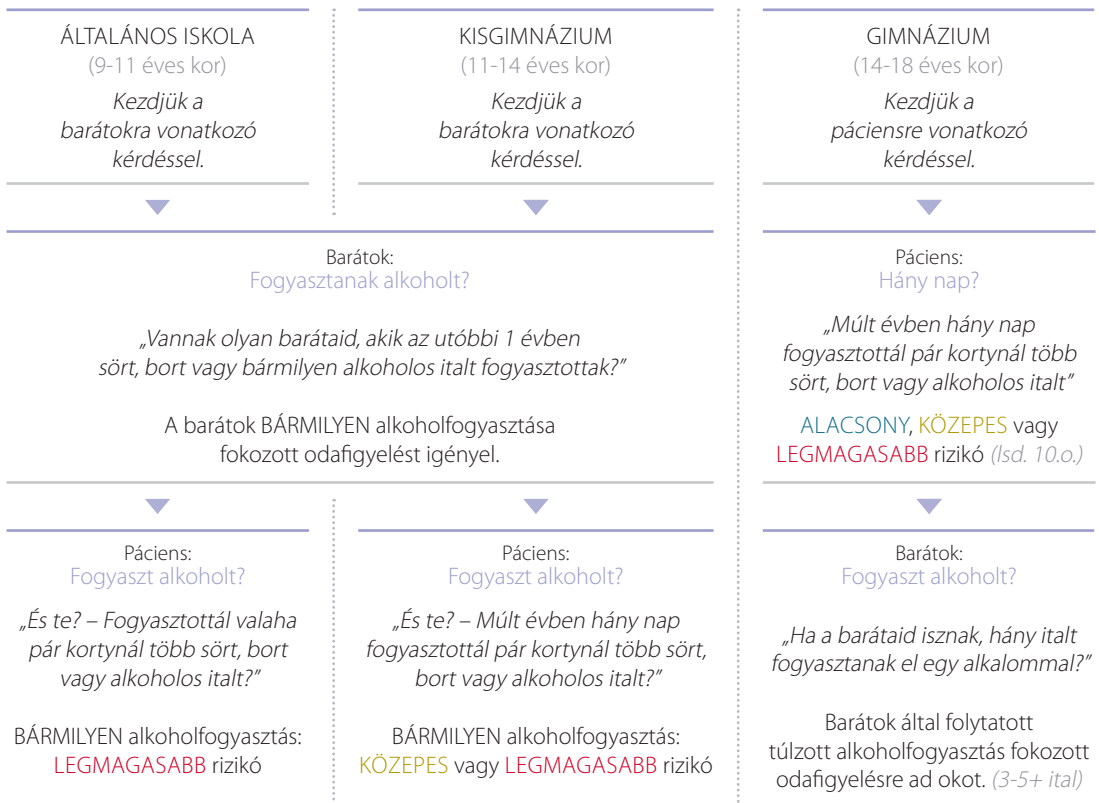 ÁLTALÁNOS ISKOLA
(9-11 éves kor)
Kezdjük a
barátokra vonatkozó
kérdéssel.
KISGIMNÁZIUM
(11-14 éves kor)
Kezdjük a
barátokra vonatkozó
kérdéssel.
GIMNÁZIUM
(14-18 éves kor)
Kezdjük a
páciensre vonatkozó
kérdéssel.
Barátok:
Fogyasztanak alkoholt?
„Vannak olyan barátaid, akik az utóbbi 1 évben
sört, bort vagy bármilyen alkoholos italt fogyasztottak?”
A barátok BÁRMILYEN alkoholfogyasztása
fokozott odafigyelést igényel.
Páciens:
Hány nap?
„Múlt évben hány nap
fogyasztottál pár kortynál több
sört, bort vagy alkoholos italt”
ALACSONY, KÖZEPES vagy
LEGMAGASABB rizikó (lsd. 10.o.)
Páciens:
Fogyaszt alkoholt?
„És te? – Fogyasztottál valaha
pár kortynál több sört, bort
vagy alkoholos italt?”
BÁRMILYEN alkoholfogyasztás:
LEGMAGASABB rizikó
Páciens:
Fogyaszt alkoholt?
„És te? – Múlt évben hány nap
fogyasztottál pár kortynál több sört,
bort vagy alkoholos italt?”
BÁRMILYEN alkoholfogyasztás:
KÖZEPES vagy LEGMAGASABB rizikó
Barátok:
Fogyaszt alkoholt?
„Ha a barátaid isznak, hány italt
fogyasztanak el egy alkalommal?”
Barátok által folytatott
túlzott alkoholfogyasztás fokozott
odafigyelésre ad okot. (3-5+ ital)